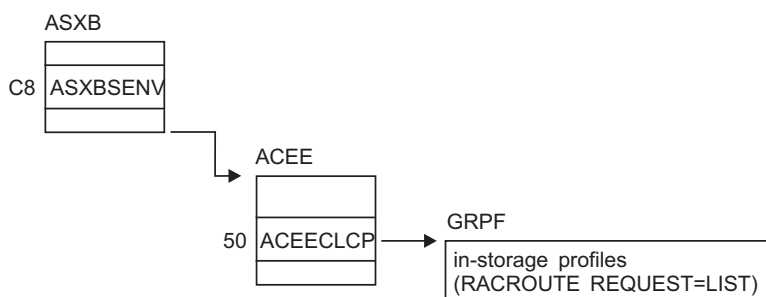 ASXB
C8 ASXBSENV
ACEE
50 ACEECLCP
GRPF
in-storage profiles
(RACROUTE REQUEST=LIST)